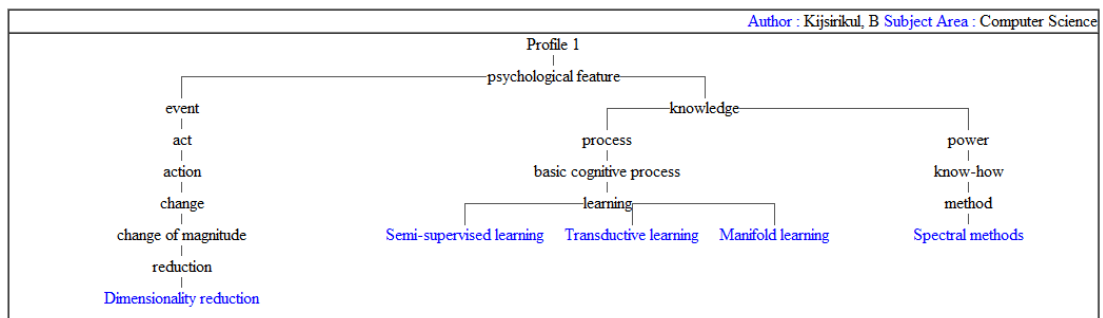 Author : Kijsirikul, B Subject Area : Computer Science
Profile 1
psychological feature
event knowledge
act process power
action basic cognitive process know-how
change learning method
change of magnitude Semi-supervised learning Transductive learning Manifold learning Spectral methods
reduction
Dimensionality reduction